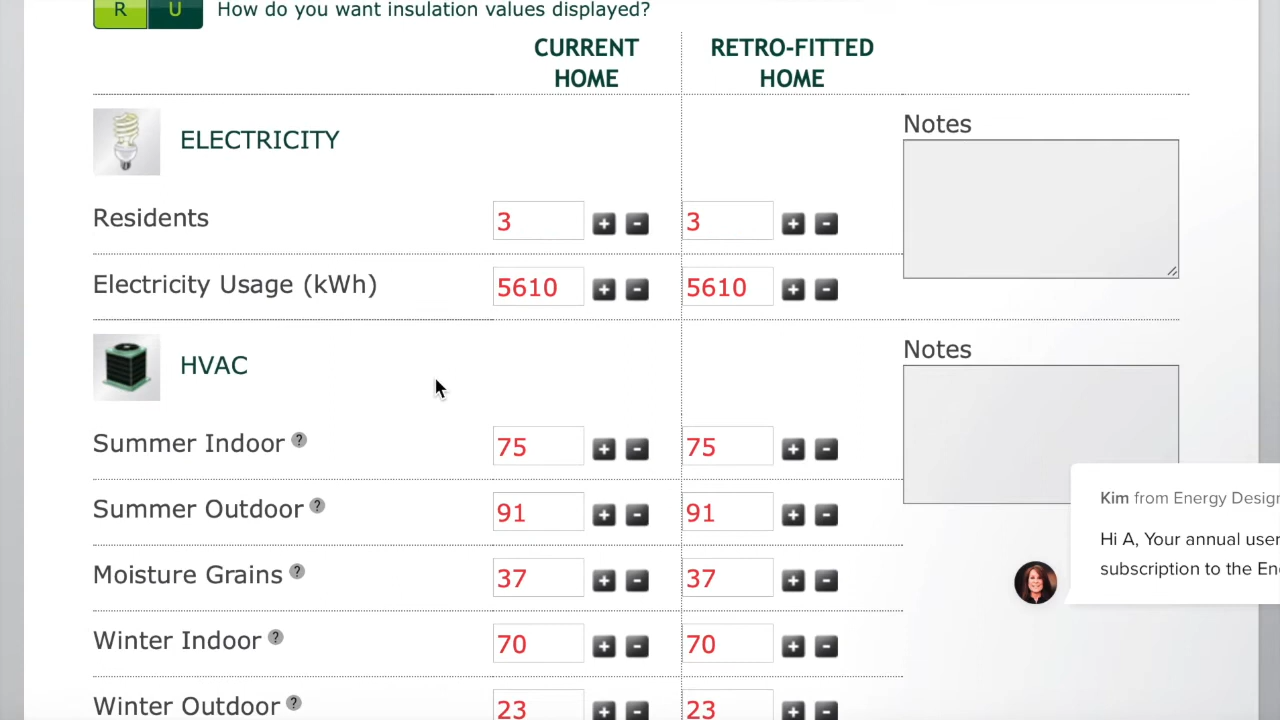 R U How do you want insulation values displayed?
CURRENT HOME
RETRO-FITTED HOME
ELECTRICITY
Notes
Residents 3 + - 3 + -
Electricity Usage (kWh) 5610 + - 5610 + -
HVAC
Notes
Summer Indoor ? 75 + - 75 + -
Summer Outdoor ? 91 + - 91 + -
Moisture Grains ? 37 + - 37 + -
Winter Indoor ? 70 + - 70 + -
Winter Outdoor ? 23 + - 23 + -
Kim from Energy Design
Hi A, Your annual user
subscription to the En